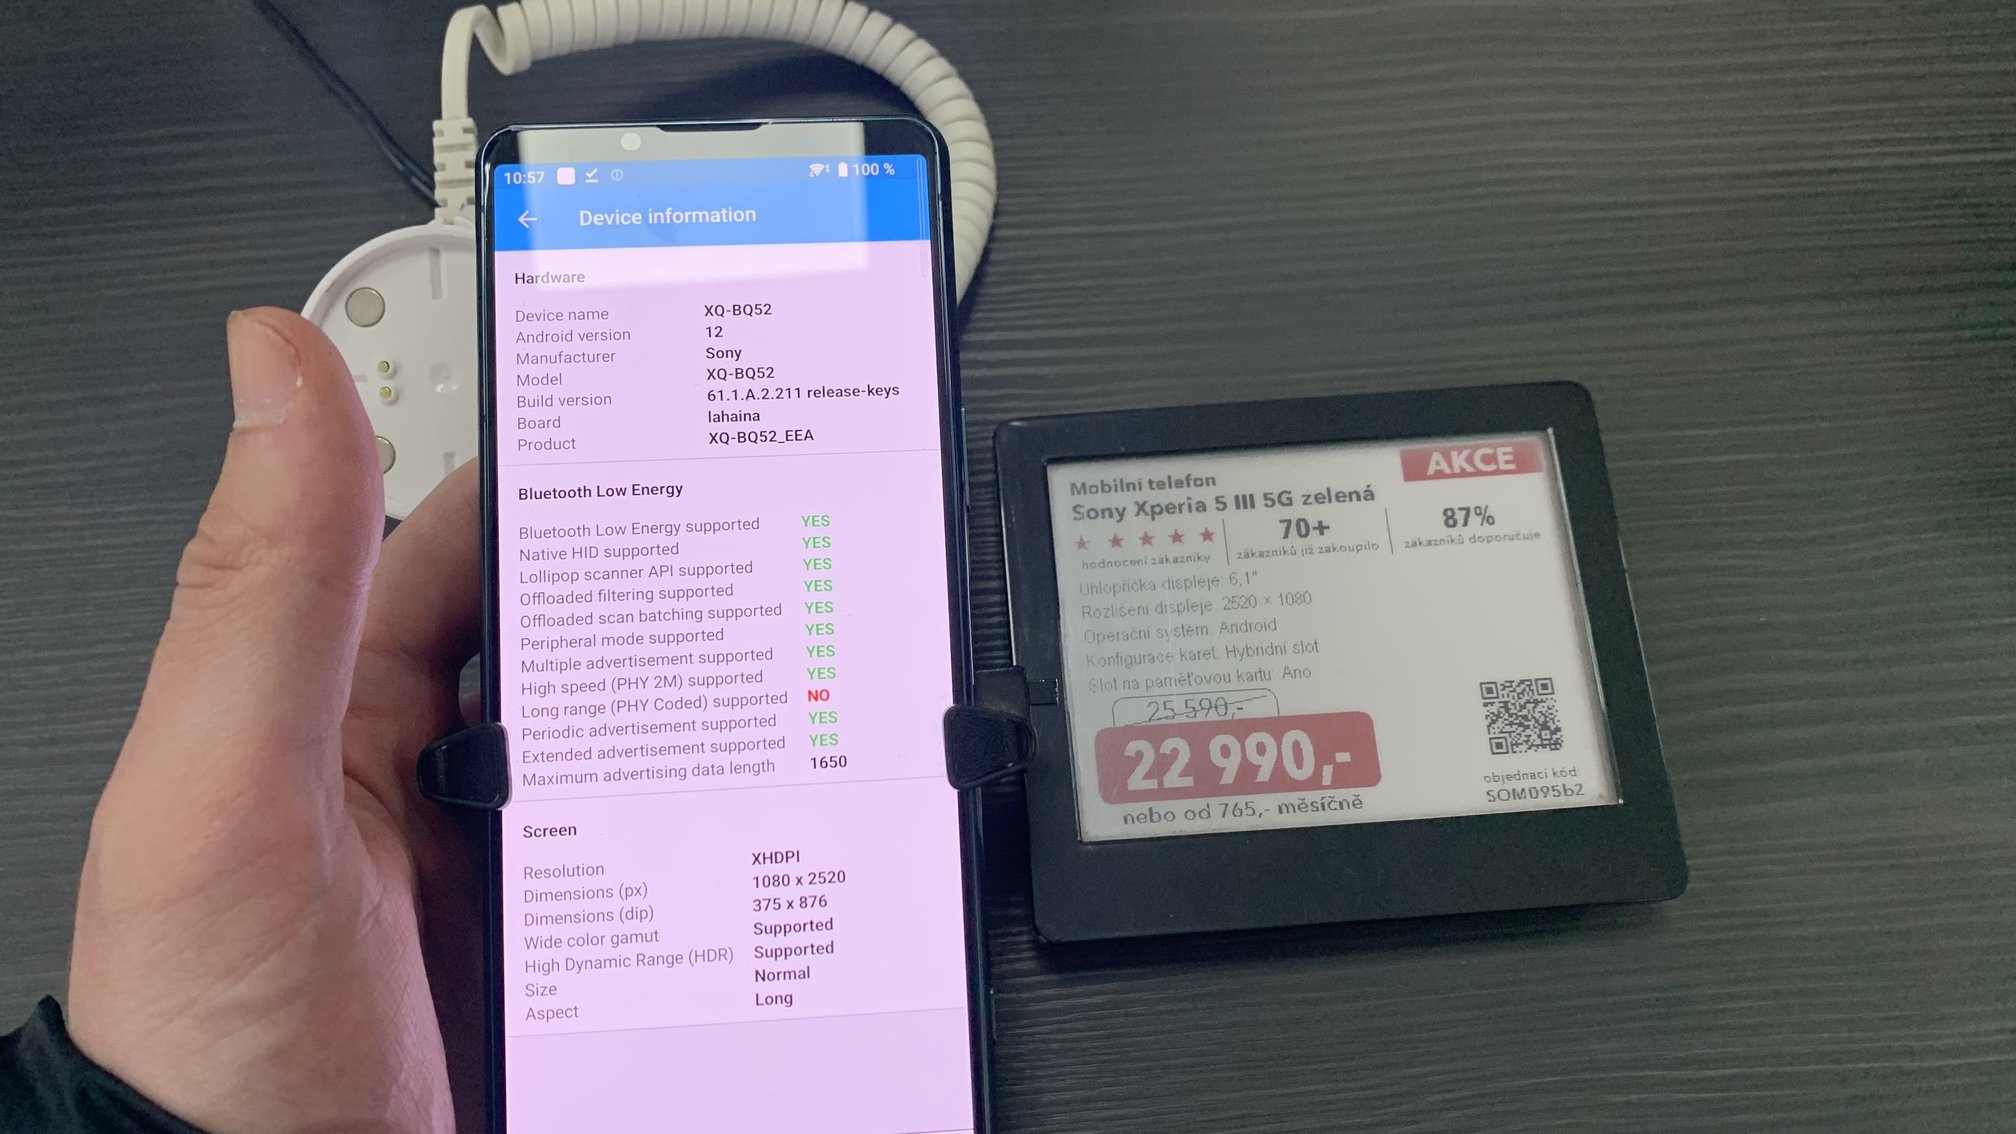 10:57 100 %
Device information
Hardware
Device name XQ-BQ52
Android version 12
Manufacturer Sony
Model XQ-BQ52
Build version 61.1.A.2.211 release-keys
Board lahaina
Product XQ-BQ52_EEA
Bluetooth Low Energy
Bluetooth Low Energy supported YES
Native HID supported YES
Lollipop scanner API supported YES
Offloaded filtering supported YES
Offloaded scan batching supported YES
Peripheral mode supported YES
Multiple advertisement supported YES
High speed (PHY 2M) supported YES
Long range (PHY Coded) supported NO
Periodic advertisement supported YES
Extended advertisement supported YES
Maximum advertising data length 1650
Screen
Resolution XHDPI
Dimensions (px) 1080 x 2520
Dimensions (dip) 375 x 876
Wide color gamut Supported
High Dynamic Range (HDR) Supported
Size Normal
Aspect Long
AKCE
Mobilní telefon
Sony Xperia 5 III 5G zelená
70+ 87%
hodnocení zákazníky zákazníků již zakoupilo zákazníků doporučuje
Uhlopříčka displeje: 6,1"
Rozlišení displeje: 2520 × 1080
Operační systém: Android
Konfigurace karet: Hybridní slot
Slot na paměťovou kartu: Ano
25 590,-
22 990,-
nebo od 765,- měsíčně
objednací kód:
SOM095b2